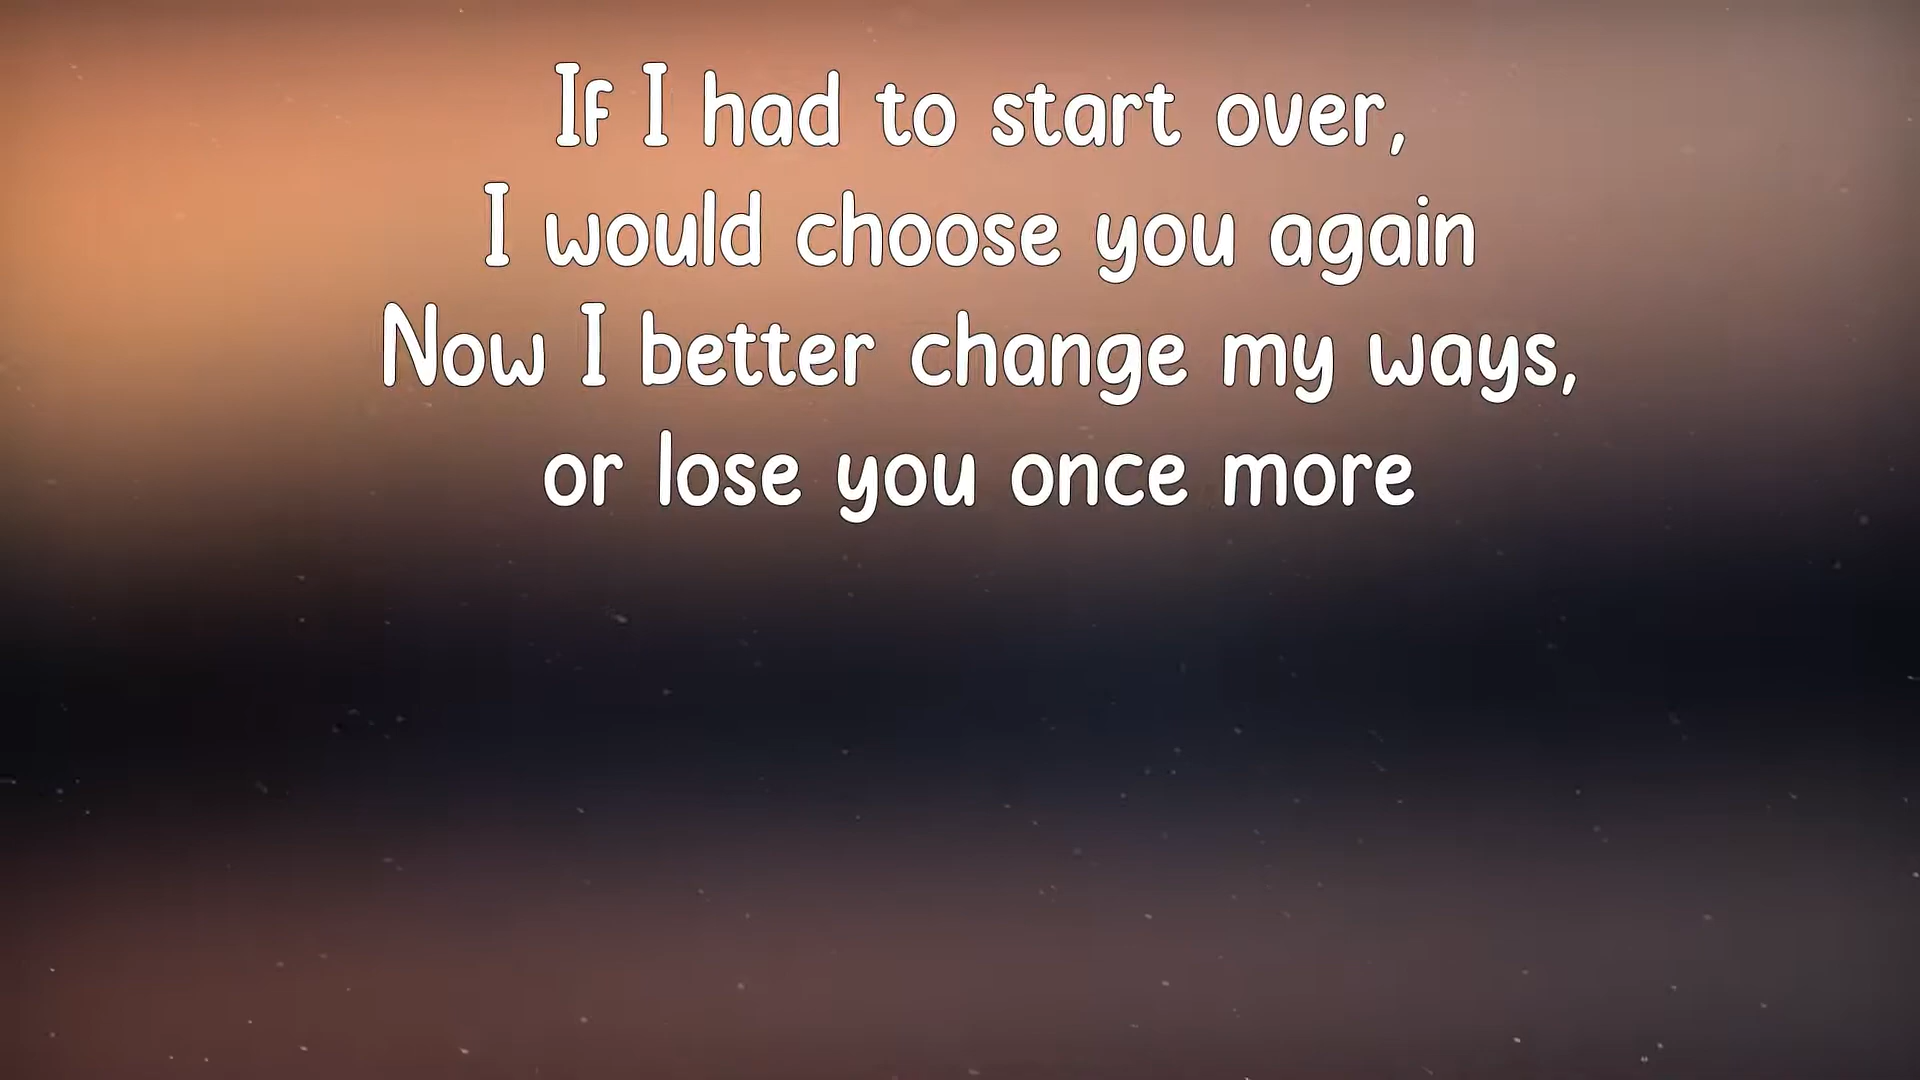 If I had to start over,
I would choose you again
Now I better change my ways,
or lose you once more